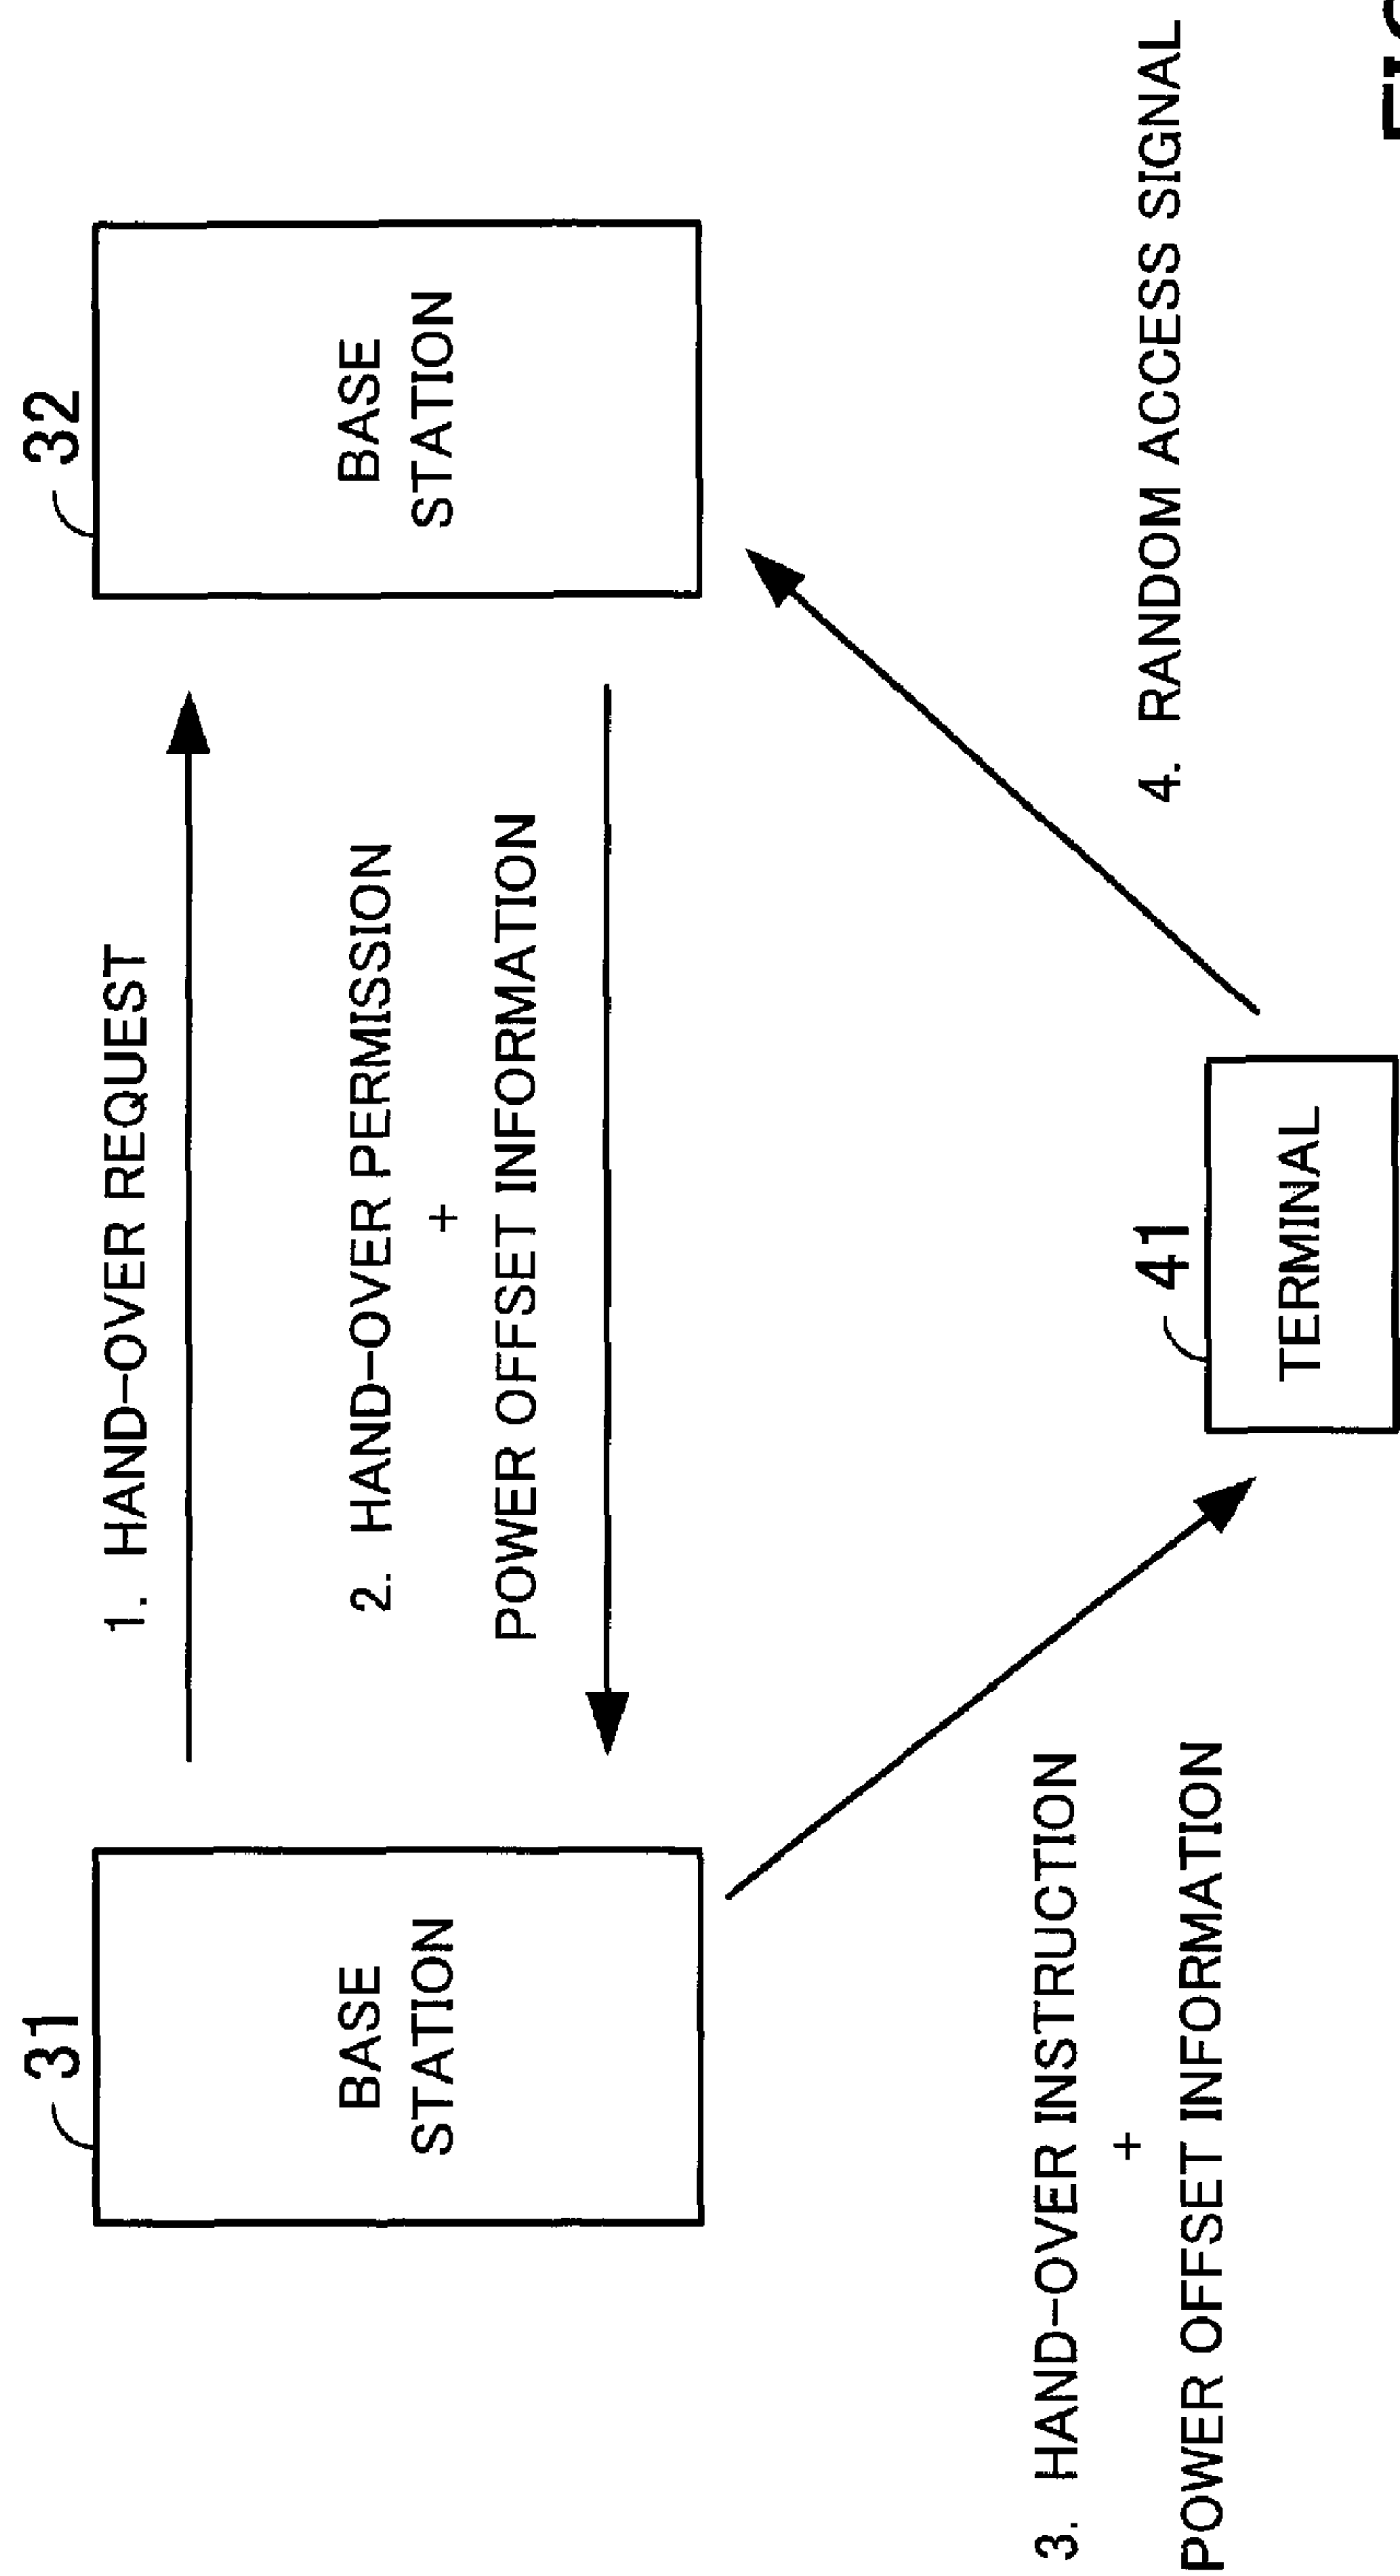 1. HAND-OVER REQUEST
31
32
BASE
STATION
2. HAND-OVER PERMISSION
+
POWER OFFSET INFORMATION
BASE
STATION
3. HAND-OVER INSTRUCTION
+
POWER OFFSET INFORMATION
41
TERMINAL
4. RANDOM ACCESS SIGNAL